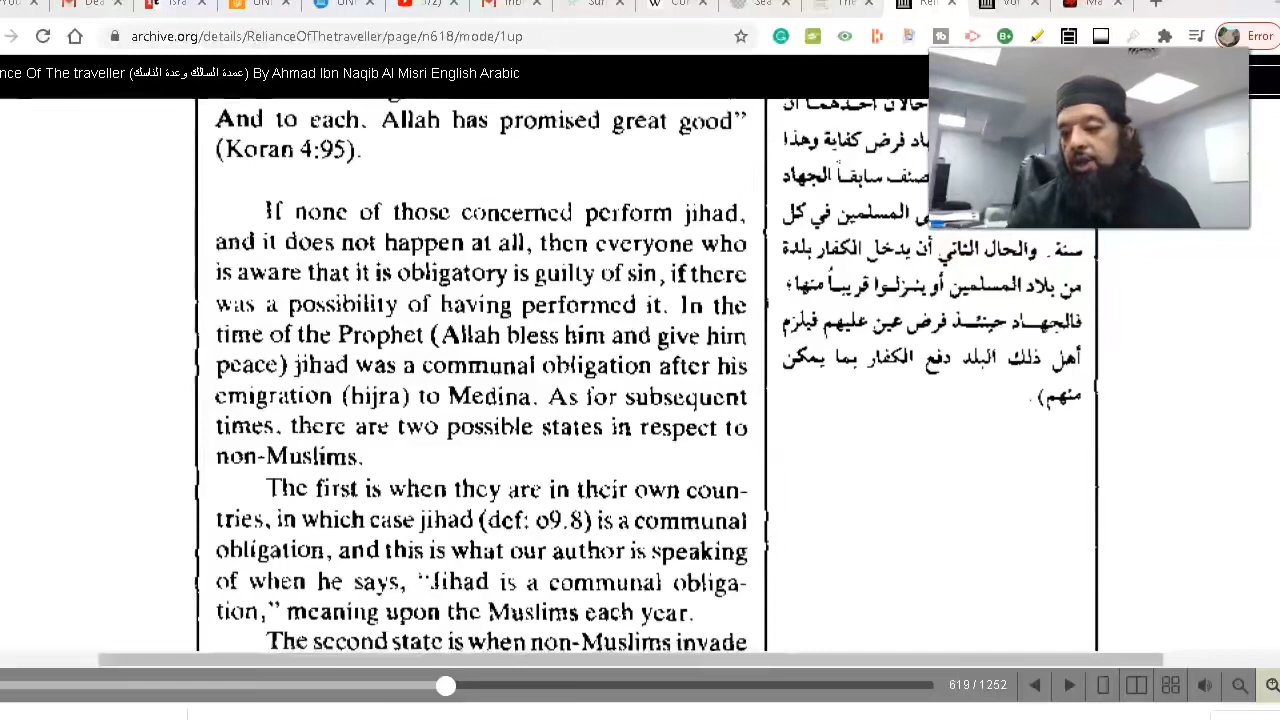 Dea
Isra
archive.org/details/RelianceOfThetraveller/page/n618/mode/1up
Error
nce Of The traveller (عمدة السالك وعدة الناسك) By Ahmad Ibn Naqib Al Misri English Arabic
And to each. Allah has promised great good”
(Koran 4:95).
If none of those concerned perform jihad,
and it does not happen at all, then everyone who
is aware that it is obligatory is guilty of sin, if there
was a possibility of having performed it. In the
time of the Prophet (Allah bless him and give him
peace) jihad was a communal obligation after his
emigration (hijra) to Medina. As for subsequent
times, there are two possible states in respect to
non-Muslims.
The first is when they are in their own coun-
tries, in which case jihad (def: o9.8) is a communal
obligation, and this is what our author is speaking
of when he says, “Jihad is a communal obliga-
tion,” meaning upon the Muslims each year.
The second state is when non-Muslims invade
حالان أحدهما أن
فرض كفاية وهذا
سابقاً الجهاد
المسلمين في كل
سنة. والحال الثاني أن يدخل الكفار بلدة
من بلاد المسلمين أو ينزلوا قريباً منها؛
فالجهاد حينئذ فرض عين عليهم فيلزم
أهل ذلك البلد دفع الكفار بما يمكن
منهم).
619 / 1252